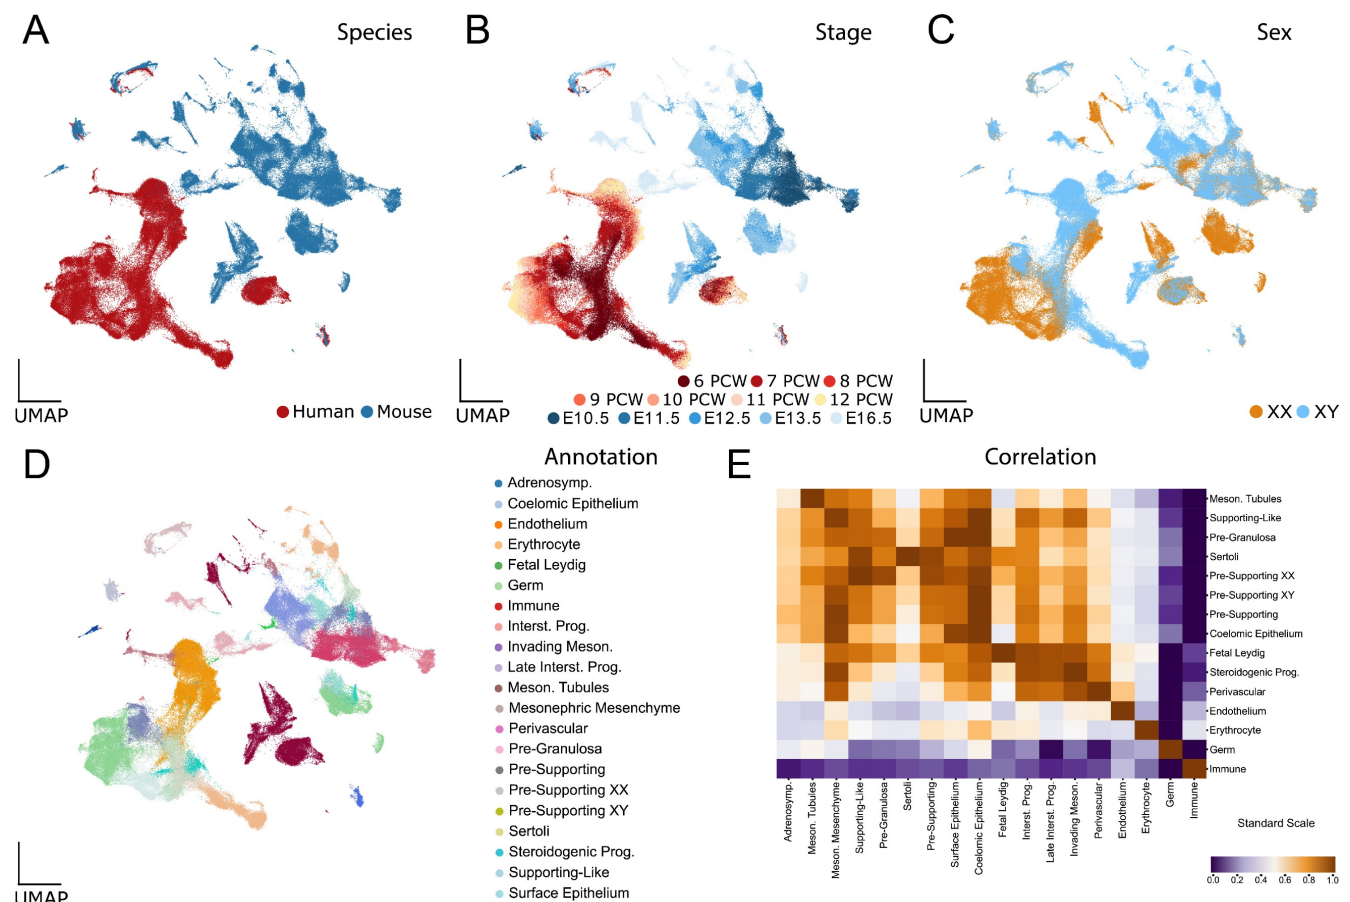 A
Species
UMAP
Human
Mouse
B
Stage
UMAP
6 PCW
7 PCW
8 PCW
9 PCW
10 PCW
11 PCW
12 PCW
E10.5
E11.5
E12.5
E13.5
E16.5
C
Sex
UMAP
XX
XY
D
Annotation
UMAP
Adrenosymp.
Coelomic Epithelium
Endothelium
Erythrocyte
Fetal Leydig
Germ
Immune
Interst. Prog.
Invading Meson.
Late Interst. Prog.
Meson. Tubules
Mesonephric Mesenchyme
Perivascular
Pre-Granulosa
Pre-Supporting
Pre-Supporting XX
Pre-Supporting XY
Sertoli
Steroidogenic Prog.
Supporting-Like
Surface Epithelium
E
Correlation
Meson. Tubules
Supporting-Like
Pre-Granulosa
Sertoli
Pre-Supporting XX
Pre-Supporting XY
Pre-Supporting
Coelomic Epithelium
Fetal Leydig
Steroidogenic Prog.
Perivascular
Endothelium
Erythrocyte
Germ
Immune
Adrenosymp.
Meson. Tubules
Meson. Mesenchyme
Supporting-Like
Pre-Granulosa
Sertoli
Pre-Supporting
Surface Epithelium
Coelomic Epithelium
Fetal Leydig
Interst. Prog.
Late Interst. Prog.
Invading Meson.
Perivascular
Endothelium
Erythrocyte
Germ
Immune
Standard Scale
0.0 0.2 0.4 0.6 0.8 1.0